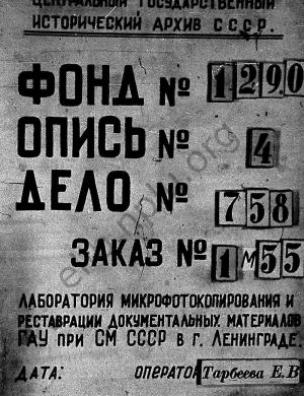 ЦЕНТРАЛЬНЫЙ ГОСУДАРСТВЕННЫЙ
ИСТОРИЧЕСКИЙ АРХИВ СССР.
ФОНД № 1290
ОПИСЬ № 4
ДЕЛО № 758
ЗАКАЗ № 1М55
ЛАБОРАТОРИЯ МИКРОФОТОКОПИРОВАНИЯ И
РЕСТАВРАЦИИ ДОКУМЕНТАЛЬНЫХ МАТЕРИАЛОВ
ГАУ ПРИ СМ СССР В Г. ЛЕНИНГРАДЕ.
ДАТА: ОПЕРАТОР Тарбеева Е.В